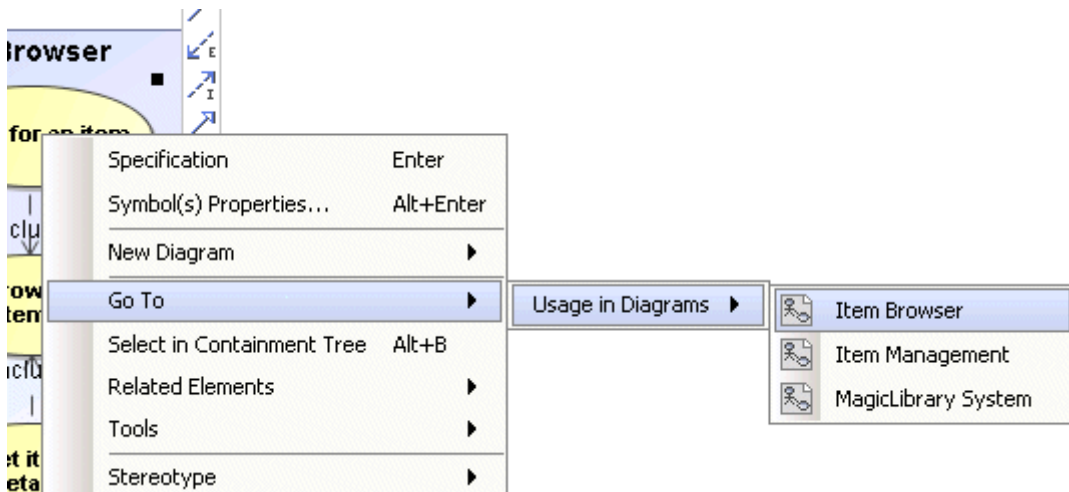 Browser
E
I
for an item
Specification Enter
Symbol(s) Properties... Alt+Enter
New Diagram
Go To
Usage in Diagrams
Item Browser
Select in Containment Tree Alt+B
Item Management
Related Elements
MagicLibrary System
Tools
Stereotype